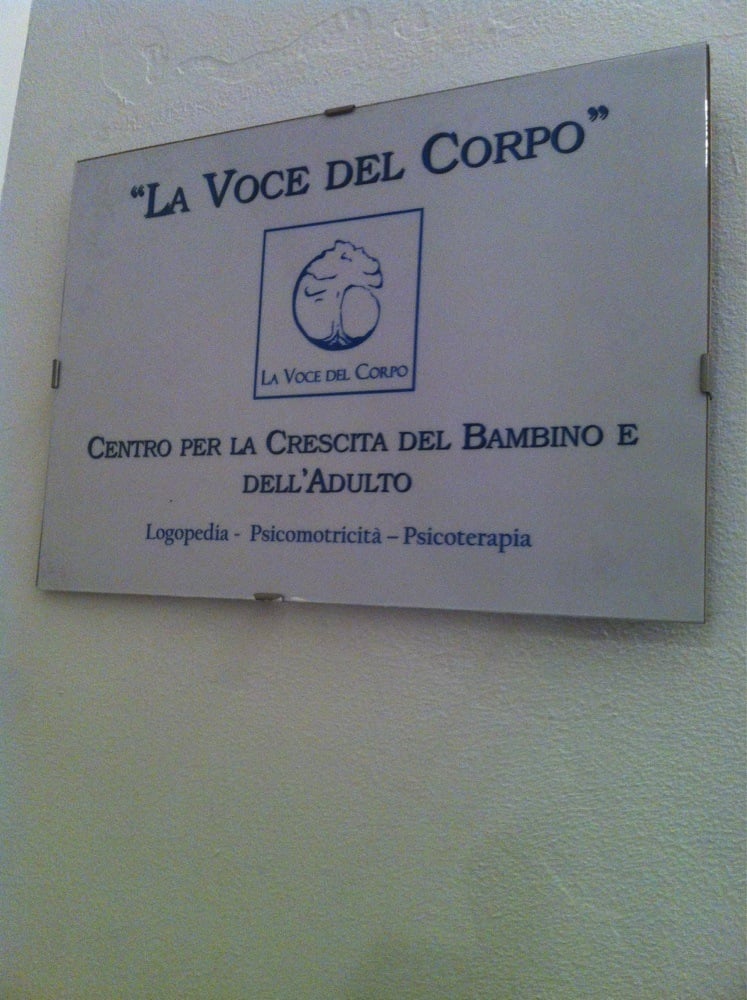 “La Voce del Corpo”
La Voce del Corpo
Centro per la Crescita del Bambino e
dell'Adulto
Logopedia - Psicomotricità – Psicoterapia